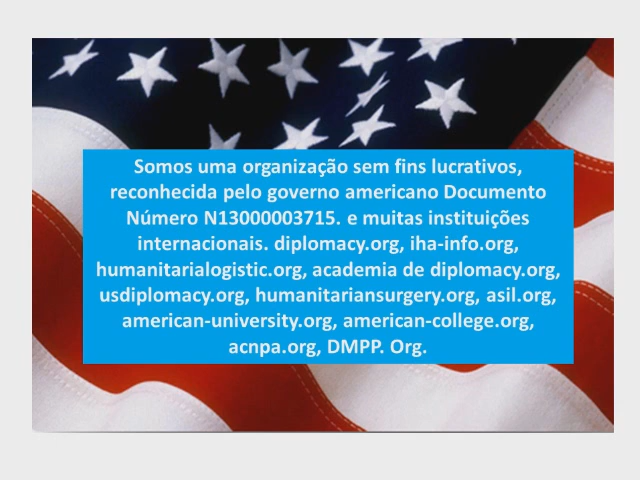 Somos uma organização sem fins lucrativos,
reconhecida pelo governo americano Documento
Número N13000003715. e muitas instituições
internacionais. diplomacy.org, iha-info.org,
humanitarialogistic.org, academia de diplomacy.org,
usdiplomacy.org, humanitariansurgery.org, asil.org,
american-university.org, american-college.org,
acnpa.org, DMPP. Org.